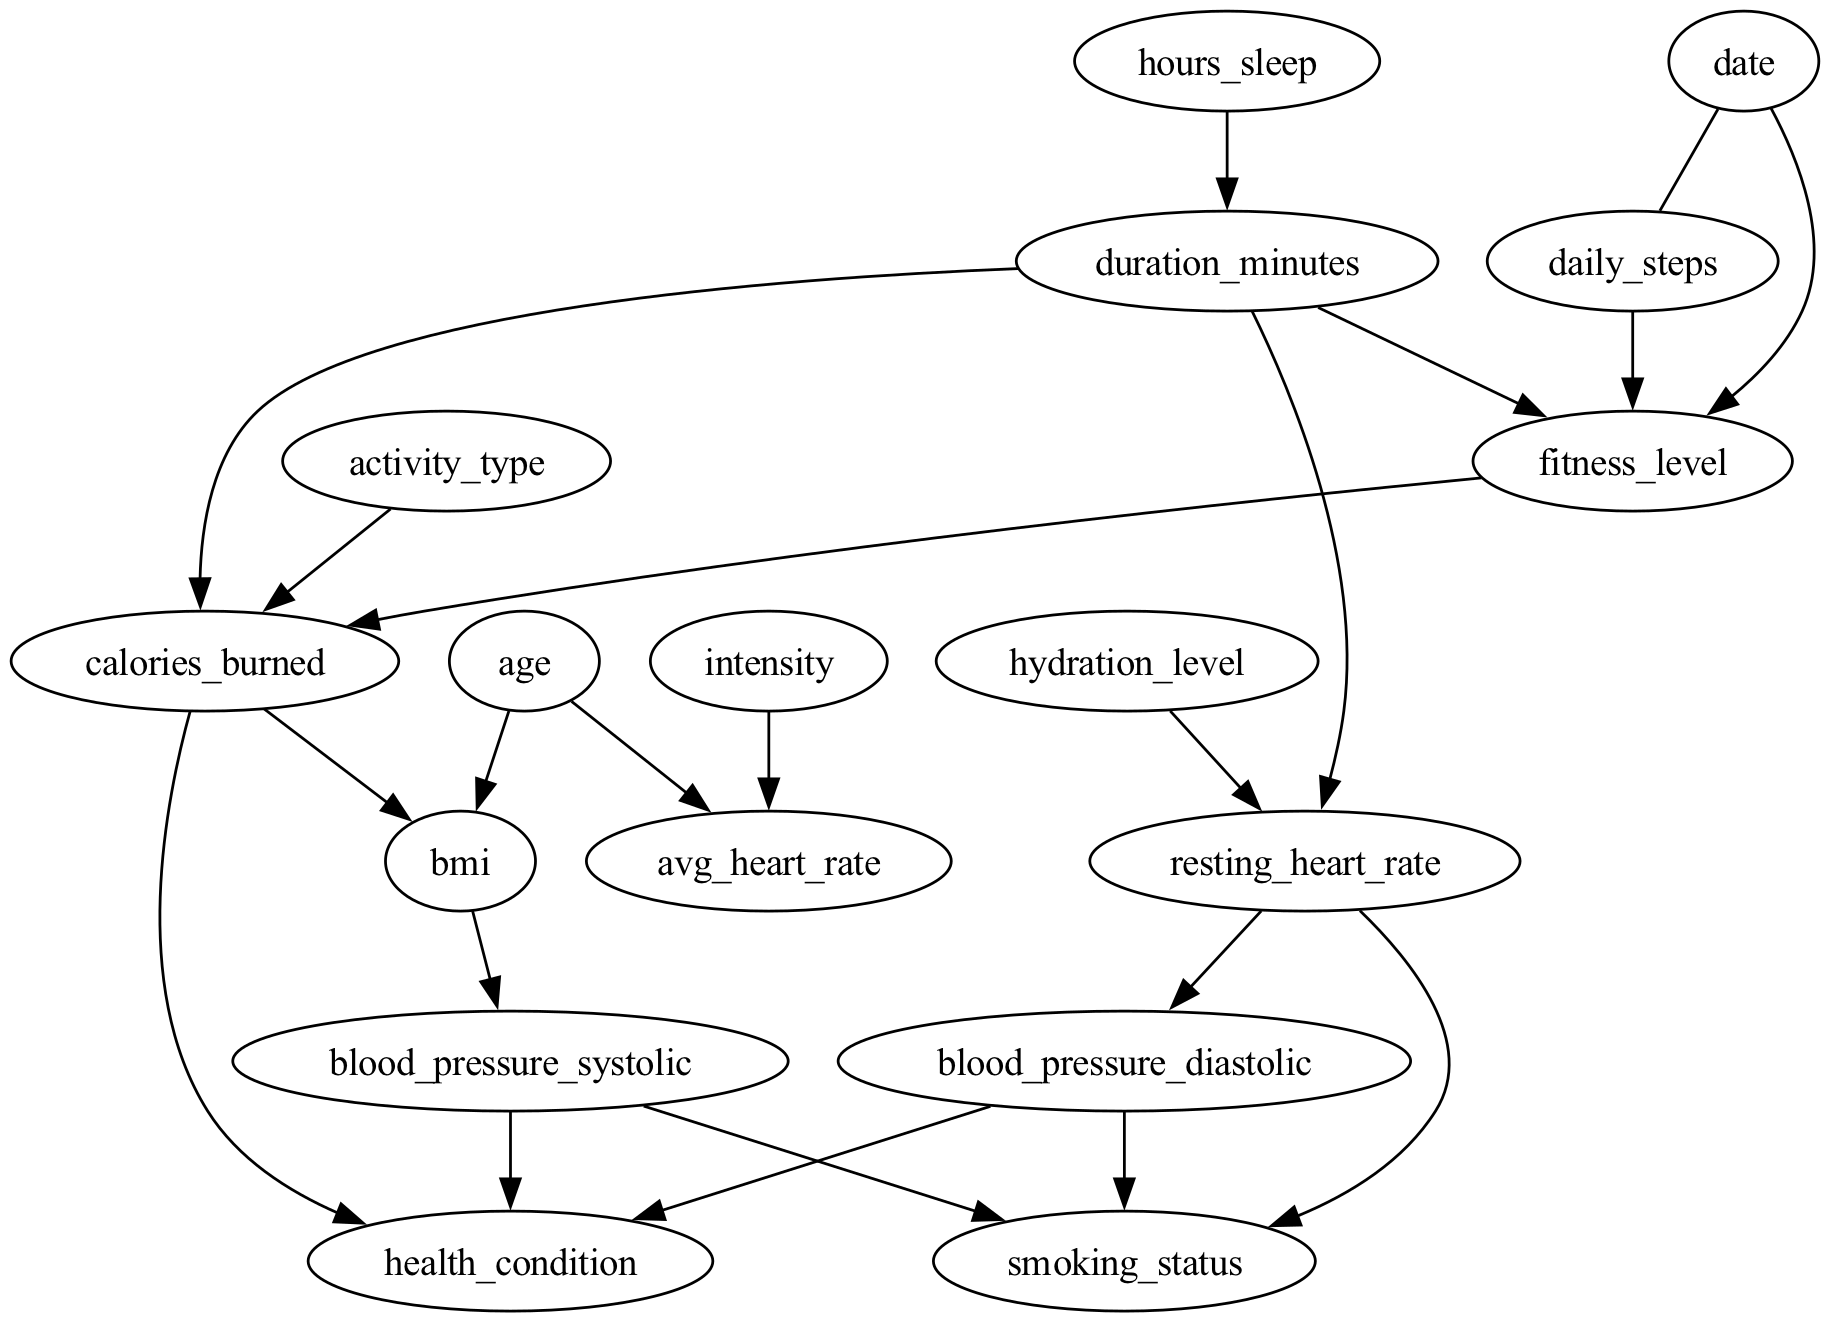 hours_sleep
date
duration_minutes
daily_steps
activity_type
fitness_level
calories_burned
age
intensity
hydration_level
bmi
avg_heart_rate
resting_heart_rate
blood_pressure_systolic
blood_pressure_diastolic
health_condition
smoking_status